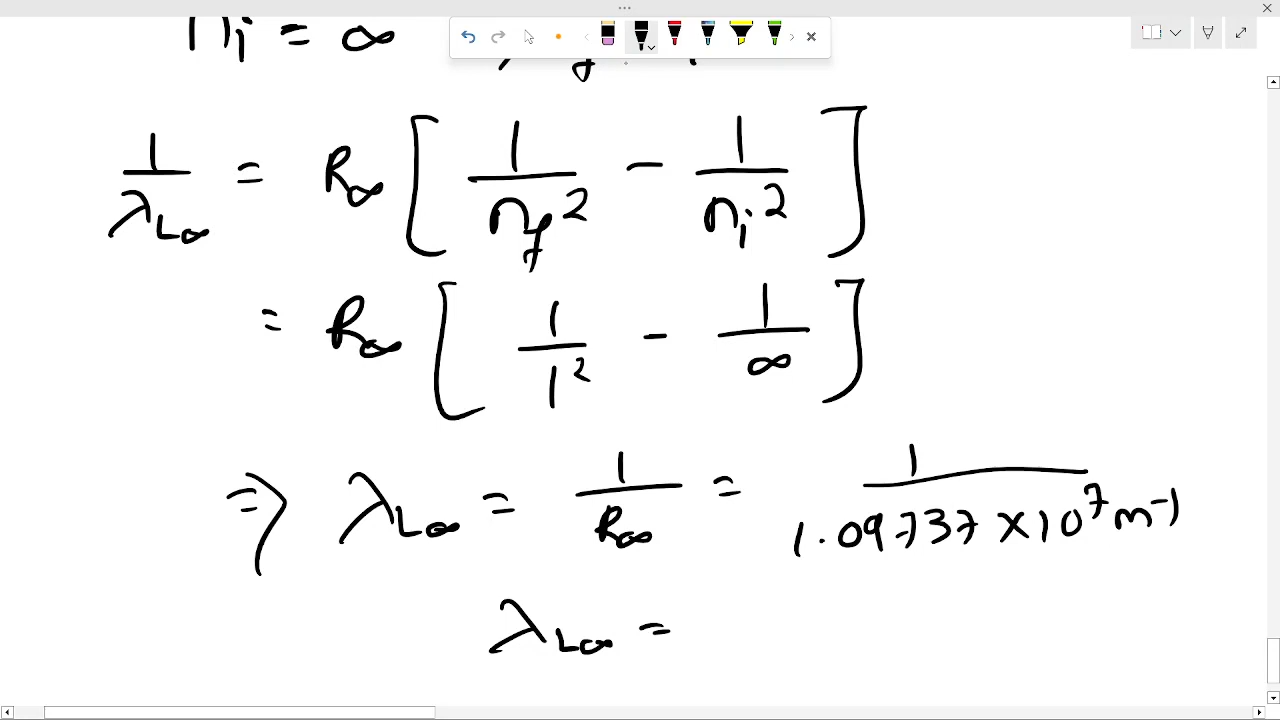 n_i = ∞
1/λ_L∞ = R_∞ [ 1/n_f² − 1/n_i² ]
= R_∞ [ 1/1² − 1/∞ ]
⇒ λ_L∞ = 1/R_∞ = 1/(1.09737 × 10⁷ m⁻¹)
λ_L∞ =